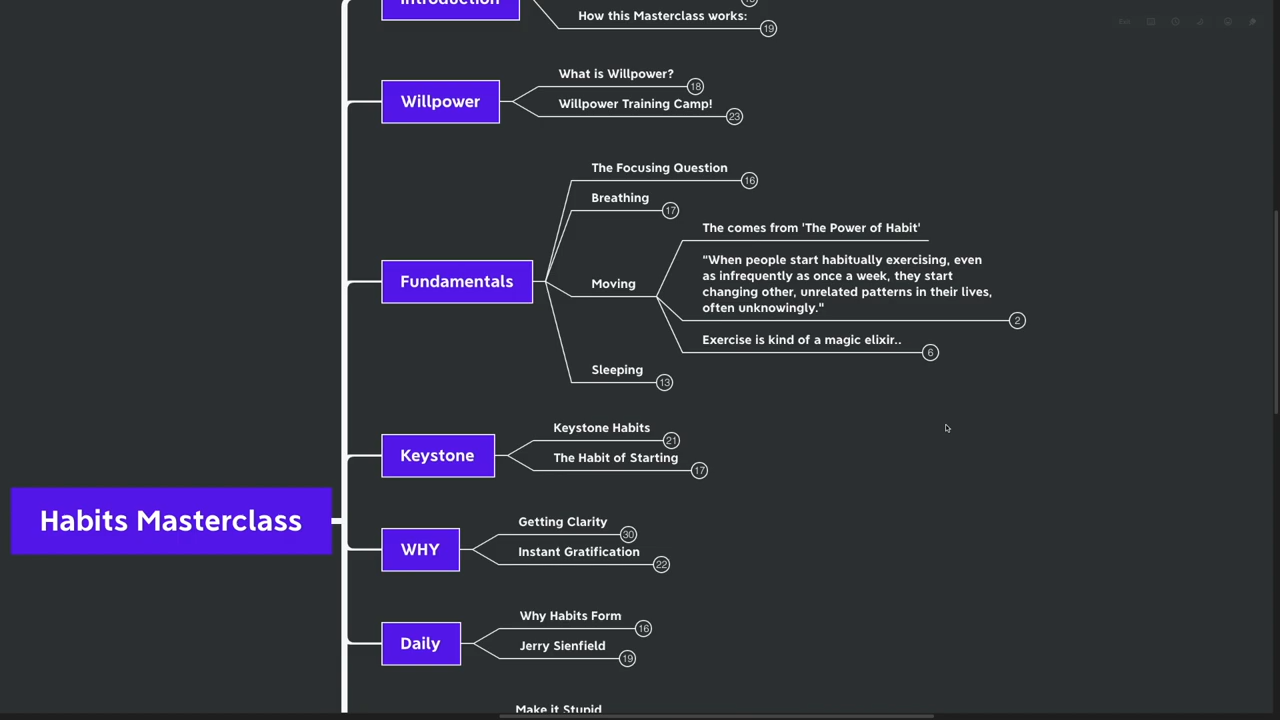 Introduction
How this Masterclass works:
19
Willpower
What is Willpower?
18
Willpower Training Camp!
23
Fundamentals
The Focusing Question
16
Breathing
17
Moving
The comes from 'The Power of Habit'
"When people start habitually exercising, even
as infrequently as once a week, they start
changing other, unrelated patterns in their lives,
often unknowingly."
2
Exercise is kind of a magic elixir..
6
Sleeping
13
Keystone
Keystone Habits
21
The Habit of Starting
17
Habits Masterclass
WHY
Getting Clarity
30
Instant Gratification
22
Daily
Why Habits Form
16
Jerry Sienfield
19
Make it Stupid